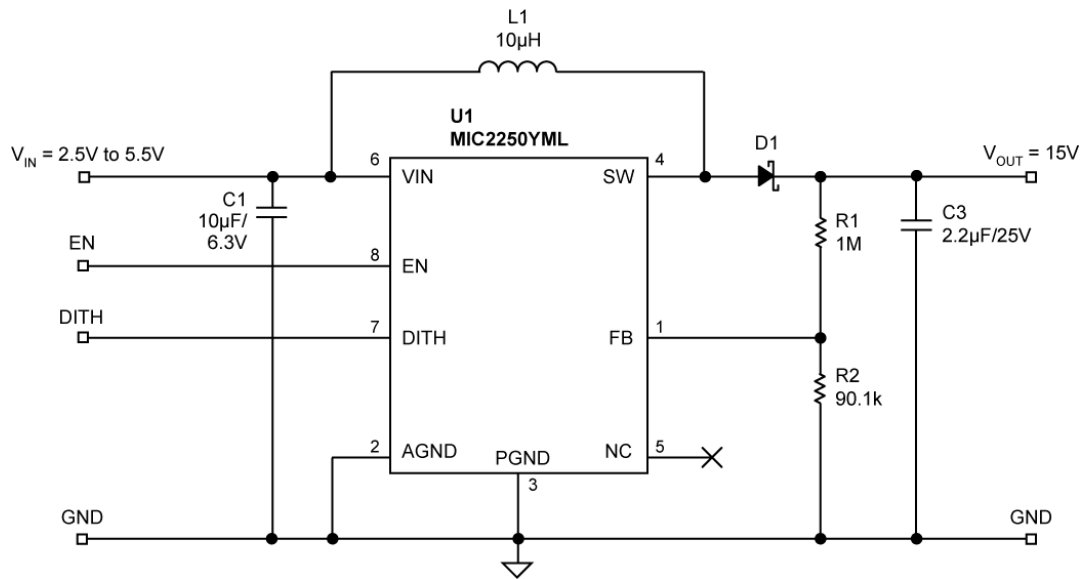 L1
10µH
U1
MIC2250YML
D1
V_IN = 2.5V to 5.5V
6
VIN
SW
4
V_OUT = 15V
C1
10µF/
6.3V
R1
1M
C3
2.2µF/25V
EN
8
EN
DITH
7
DITH
FB
1
R2
90.1k
2
AGND
PGND
NC
5
3
GND
GND